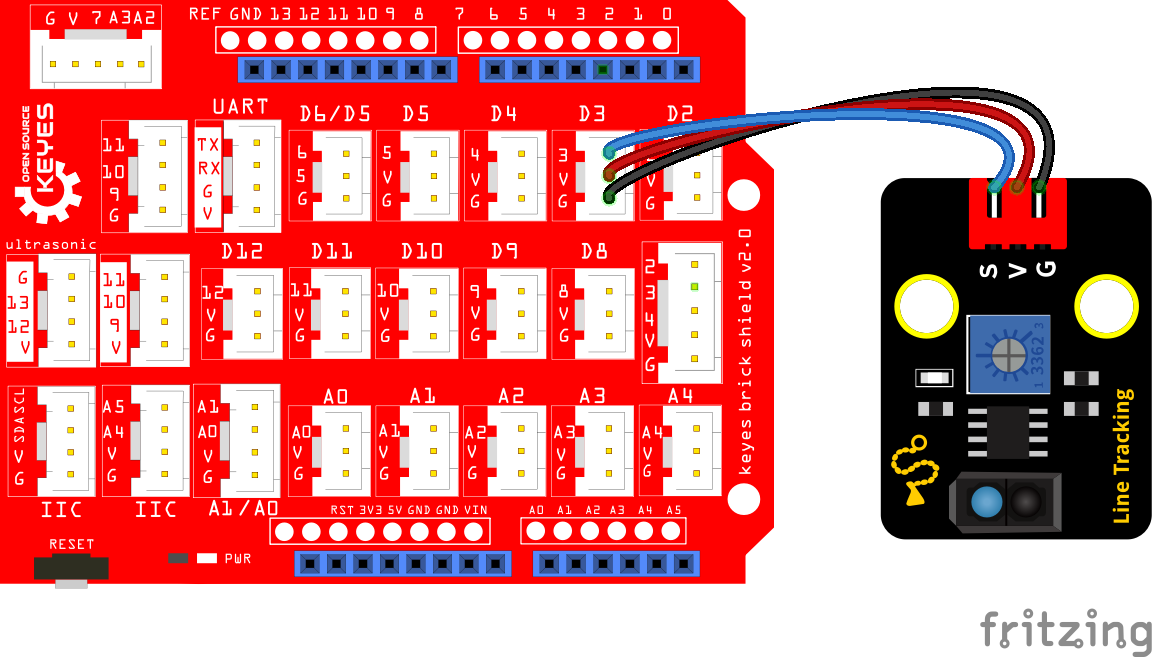 G V 7 A3 A2
REF GND 13 12 11 10 9 8 7 6 5 4 3 2 1 0
OPEN SOURCE
KEYES
UART
D6/D5 D5 D4 D3 D2
11
10
9
G
TX
RX
G
V
6
5
G
5
V
G
4
V
G
3
V
G
V
G
ultrasonic
D12 D11 D10 D9 D8
G
13
12
V
11
10
9
V
12
V
G
11
V
G
10
V
G
9
V
G
8
V
G
2
3
4
V
G
keyes brick shield v2.0
A0 A1 A2 A3 A4
SCL
SDA
V
G
A5
A4
V
G
A1
A0
V
G
A0
V
G
A1
V
G
A2
V
G
A3
V
G
A4
V
G
IIC IIC A1/A0
RST 3V3 5V GND GND VIN A0 A1 A2 A3 A4 A5
RESET
PWR
S V G
1 3362 3
Line Tracking
fritzing